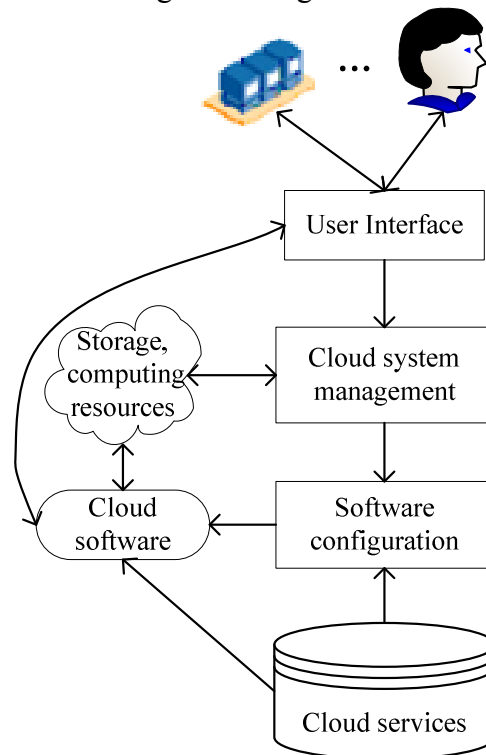 ...
User Interface
Storage,
computing
resources
Cloud system
management
Cloud
software
Software
configuration
Cloud services